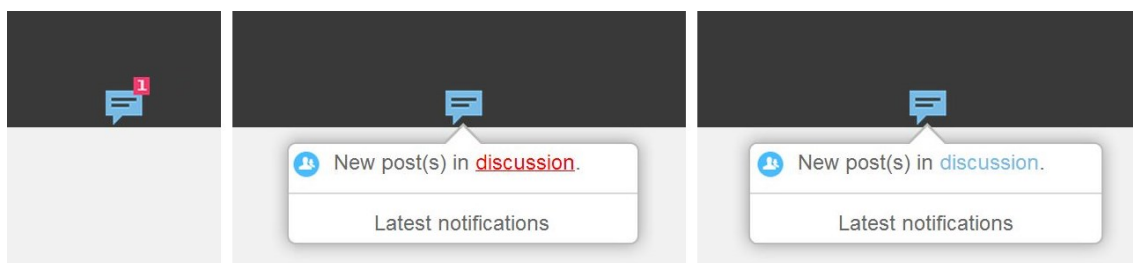 1
New post(s) in discussion.
Latest notifications
New post(s) in discussion.
Latest notifications